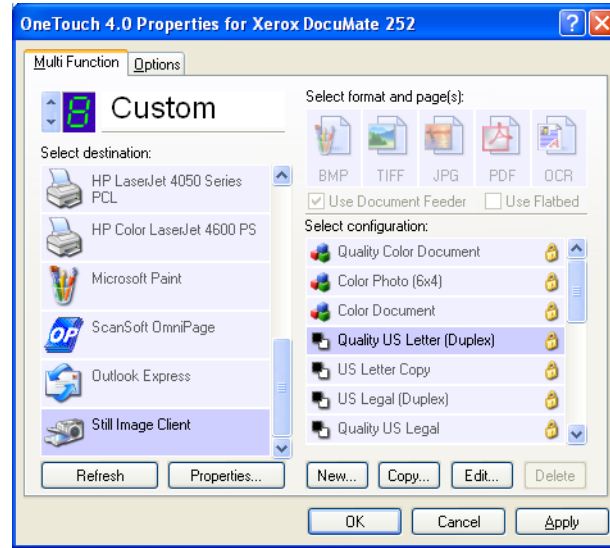 OneTouch 4.0 Properties for Xerox DocuMate 252
Multi Function
Options
8
Custom
Select destination:
HP LaserJet 4050 Series
PCL
HP Color LaserJet 4600 PS
Microsoft Paint
OP
ScanSoft OmniPage
Outlook Express
Still Image Client
Refresh
Properties...
Select format and page(s):
BMP
TIFF
JPG
PDF
OCR
Use Document Feeder
Use Flatbed
Select configuration:
Quality Color Document
Color Photo (6x4)
Color Document
Quality US Letter (Duplex)
US Letter Copy
US Legal (Duplex)
Quality US Legal
New...
Copy...
Edit...
Delete
OK
Cancel
Apply